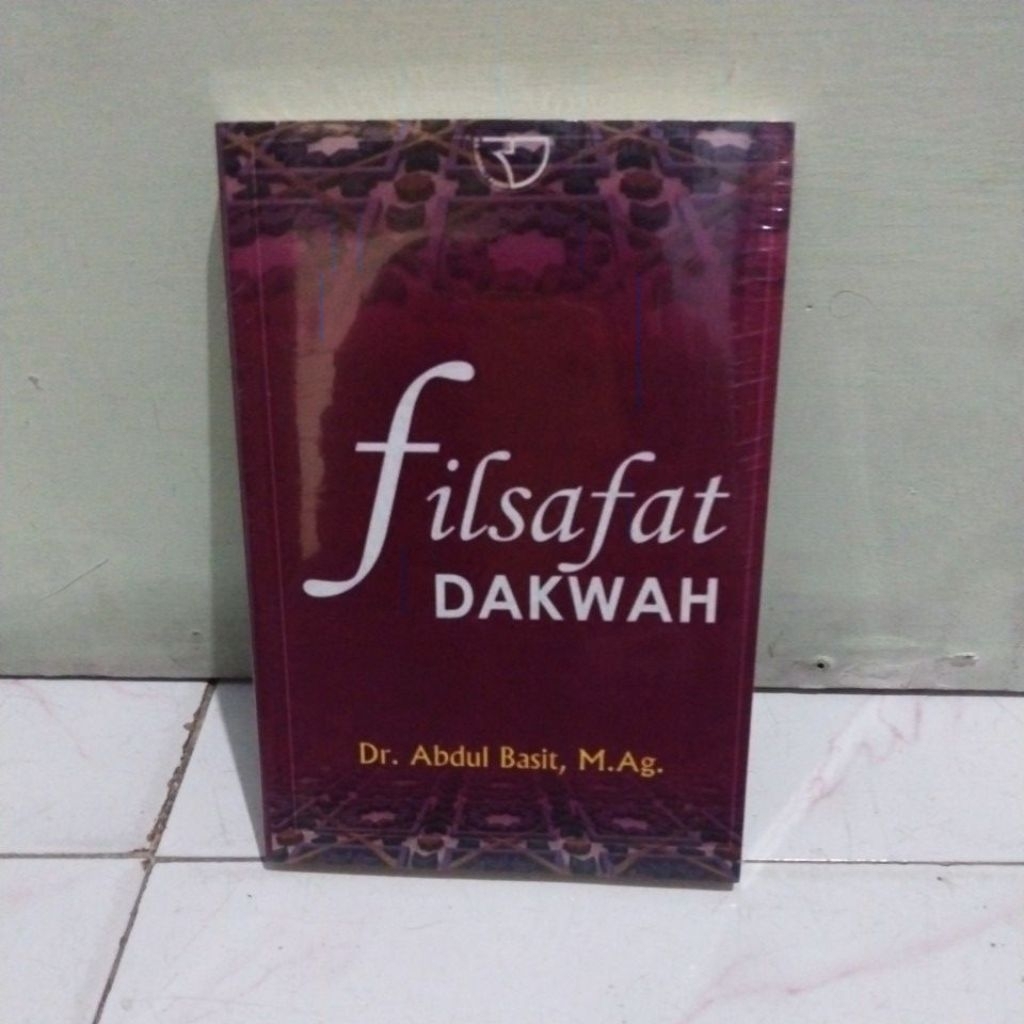 filsafat
DAKWAH
Dr. Abdul Basit, M.Ag.